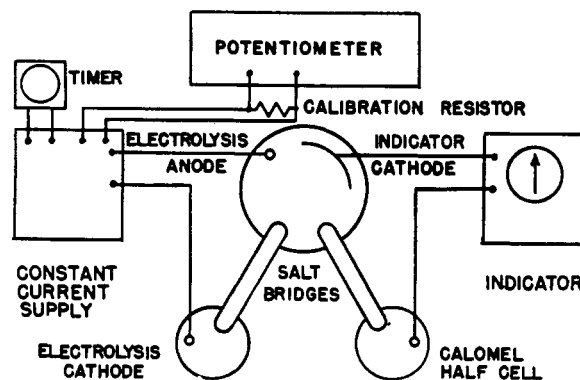 POTENTIOMETER
TIMER
CALIBRATION RESISTOR
ELECTROLYSIS
ANODE
INDICATOR
CATHODE
CONSTANT
CURRENT
SUPPLY
SALT
BRIDGES
INDICATOR
ELECTROLYSIS
CATHODE
CALOMEL
HALF CELL